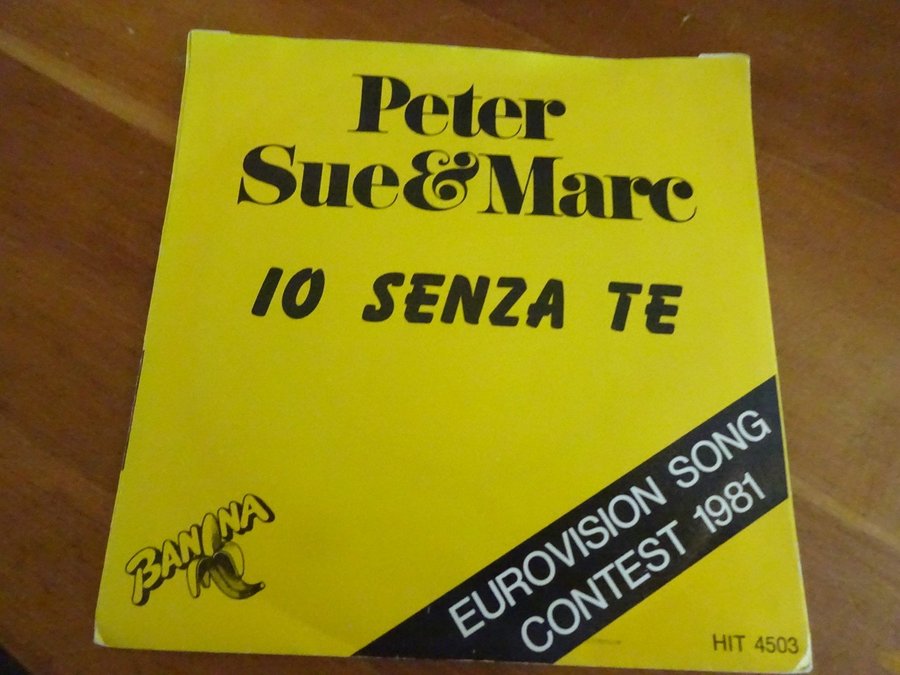 Peter
Sue & Marc
IO SENZA TE
EUROVISION SONG
CONTEST 1981
BANANA
HIT 4503